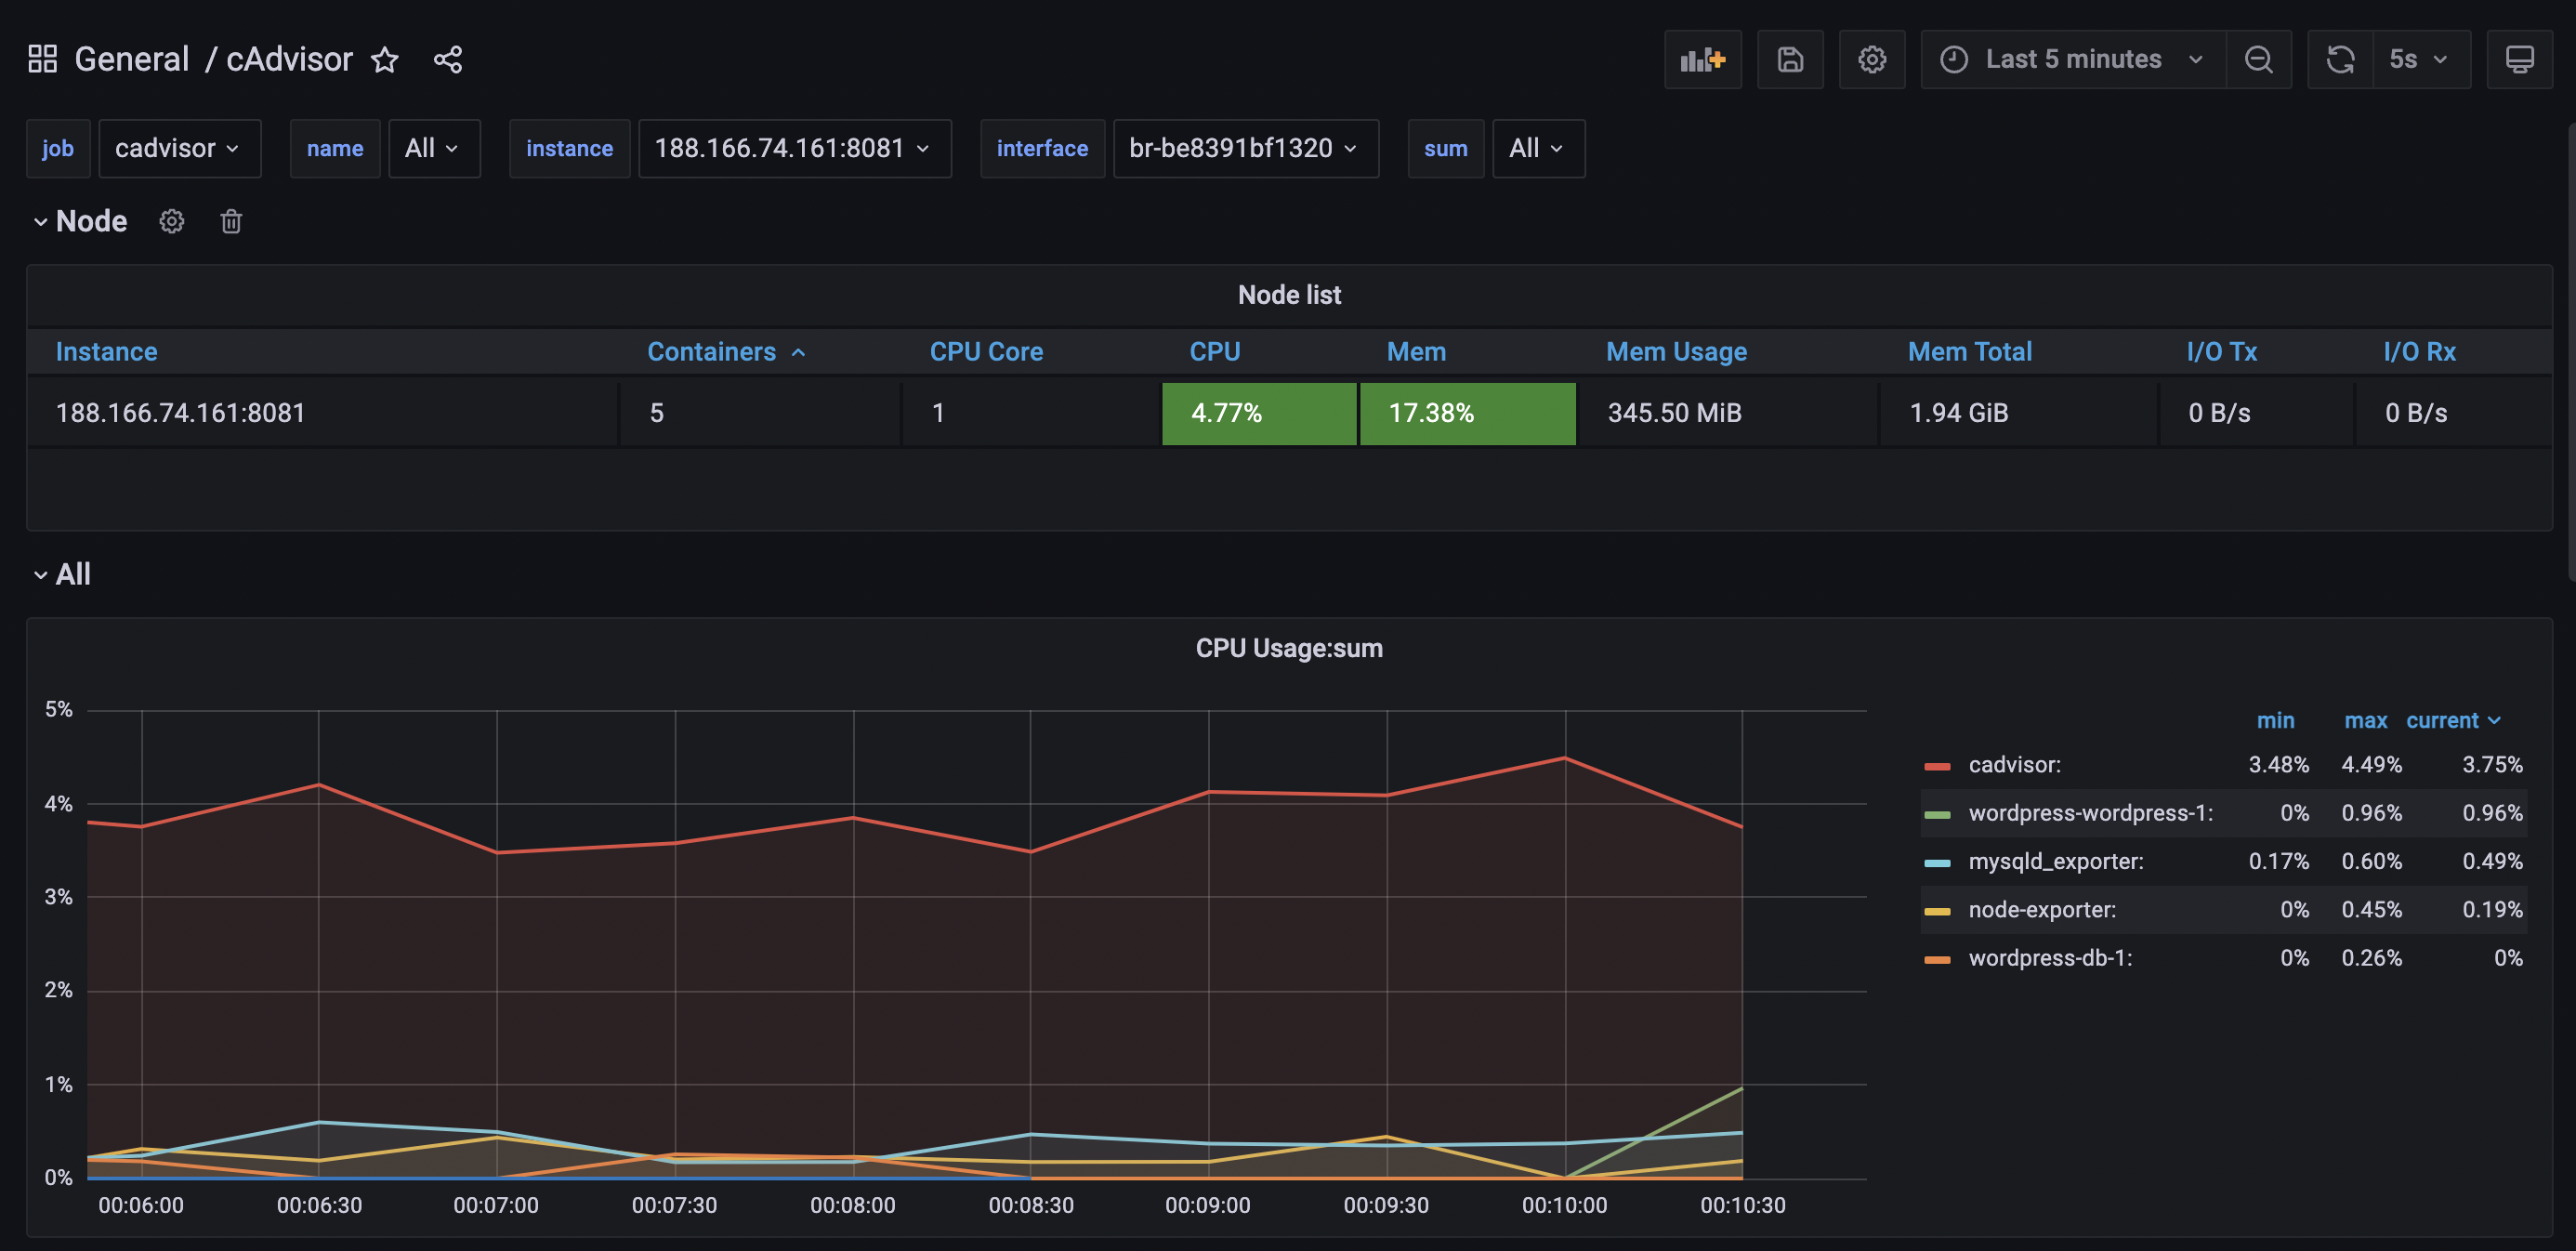 General / cAdvisor Last 5 minutes 5s
job cadvisor name All instance 188.166.74.161:8081 interface br-be8391bf1320 sum All
Node
Node list
Instance Containers CPU Core CPU Mem Mem Usage Mem Total I/O Tx I/O Rx
188.166.74.161:8081 5 1 4.77% 17.38% 345.50 MiB 1.94 GiB 0 B/s 0 B/s
All
CPU Usage:sum
5%
4%
3%
2%
1%
0%
00:06:00 00:06:30 00:07:00 00:07:30 00:08:00 00:08:30 00:09:00 00:09:30 00:10:00 00:10:30
min max current
cadvisor: 3.48% 4.49% 3.75%
wordpress-wordpress-1: 0% 0.96% 0.96%
mysqld_exporter: 0.17% 0.60% 0.49%
node-exporter: 0% 0.45% 0.19%
wordpress-db-1: 0% 0.26% 0%